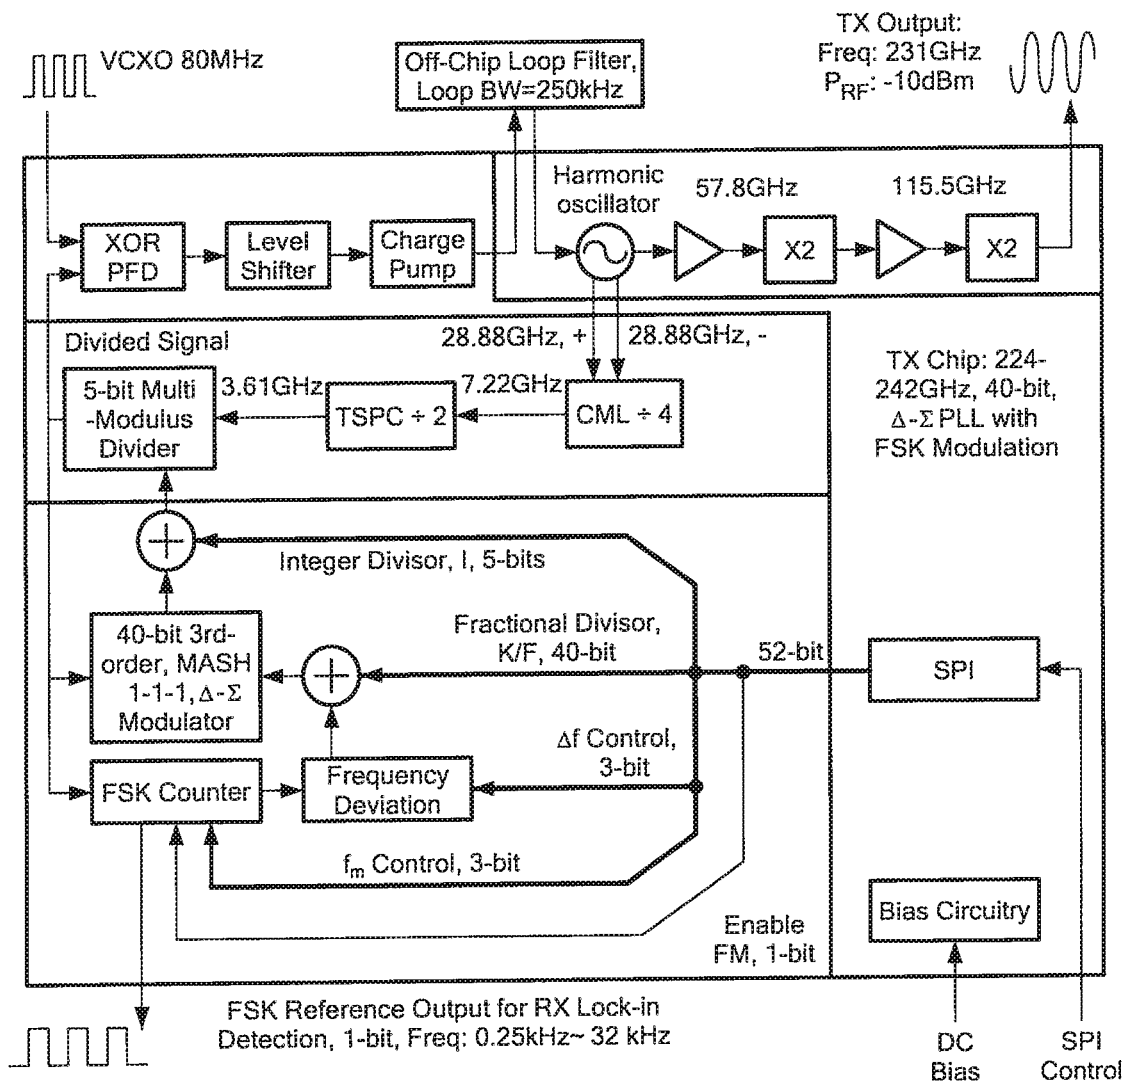 VCXO 80MHz
Off-Chip Loop Filter,
Loop BW=250kHz
TX Output:
Freq: 231GHz
PRF: -10dBm
XOR
PFD
Level
Shifter
Charge
Pump
Harmonic
oscillator
57.8GHz
X2
115.5GHz
X2
28.88GHz, +
28.88GHz, -
Divided Signal
5-bit Multi
-Modulus
Divider
3.61GHz
TSPC ÷ 2
7.22GHz
CML ÷ 4
TX Chip: 224-
242GHz, 40-bit,
Δ-Σ PLL with
FSK Modulation
Integer Divisor, I, 5-bits
40-bit 3rd-
order, MASH
1-1-1, Δ-Σ
Modulator
Fractional Divisor,
K/F, 40-bit
52-bit
SPI
Δf Control,
3-bit
FSK Counter
Frequency
Deviation
fm Control, 3-bit
Enable
FM, 1-bit
Bias Circuitry
FSK Reference Output for RX Lock-in
Detection, 1-bit, Freq: 0.25kHz~ 32 kHz
DC
Bias
SPI
Control